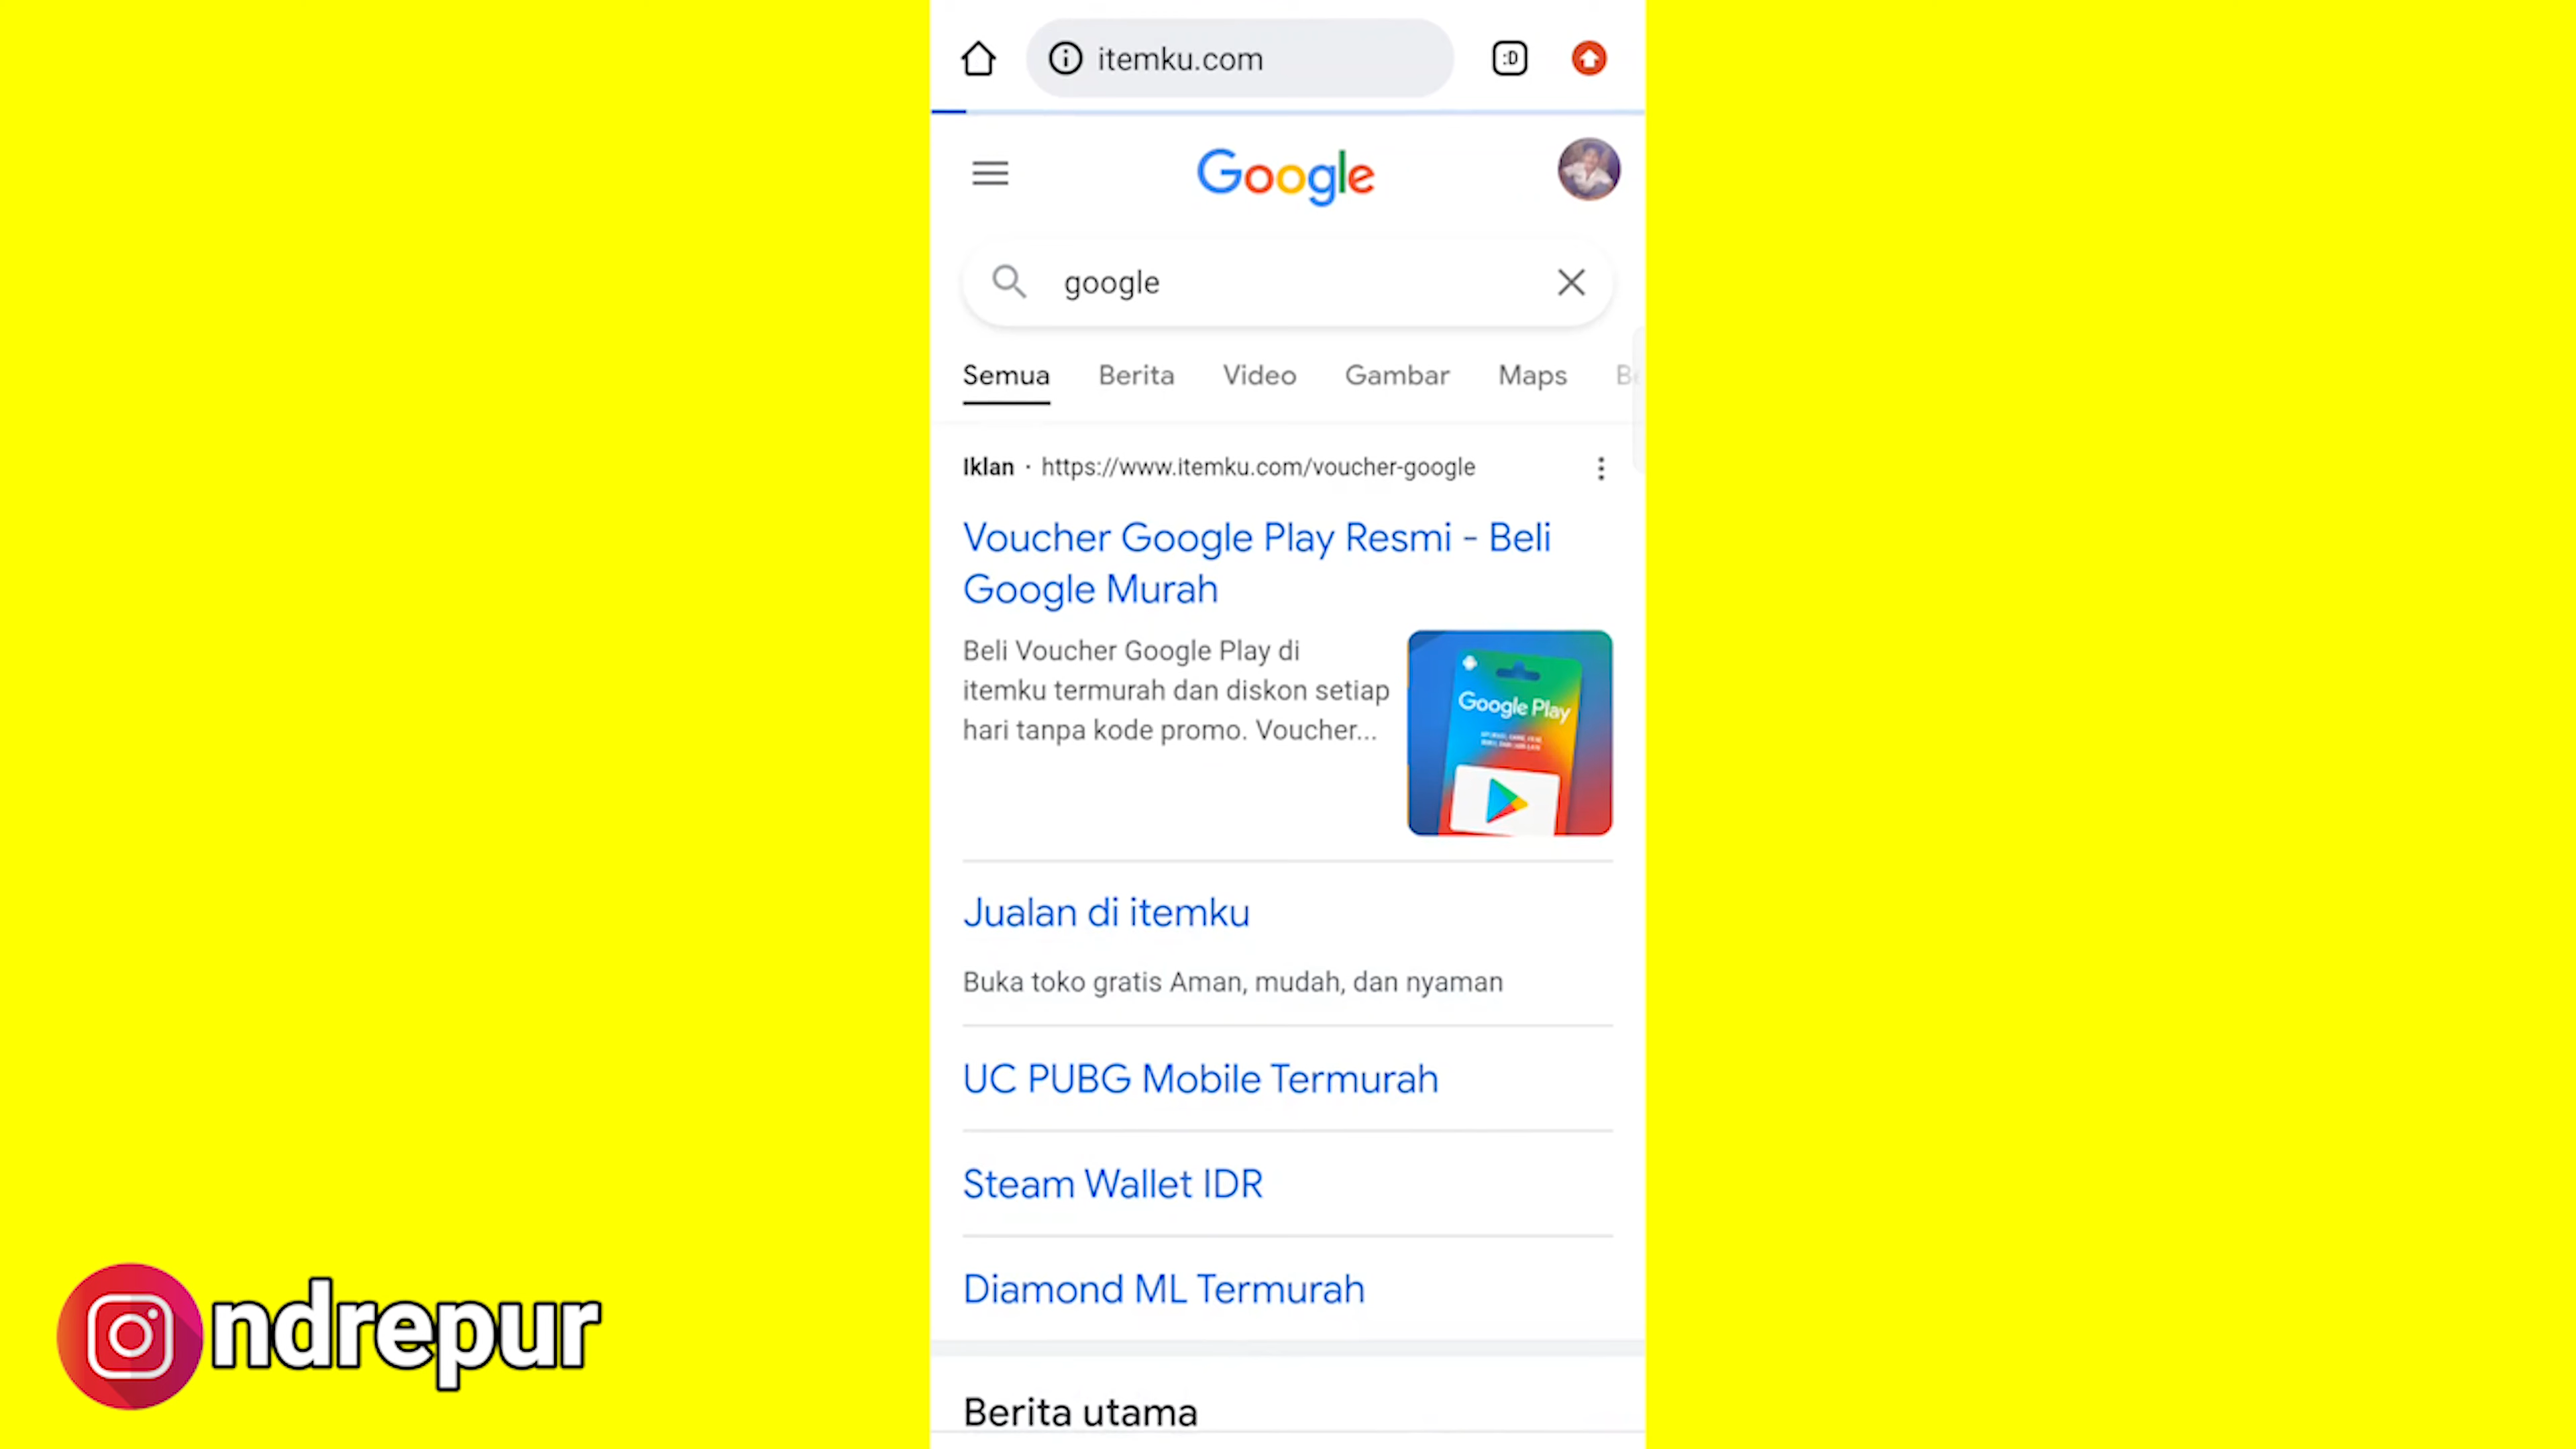 itemku.com
:D
Google
google
Semua Berita Video Gambar Maps
Iklan · https://www.itemku.com/voucher-google
Voucher Google Play Resmi - Beli
Google Murah
Beli Voucher Google Play di
itemku termurah dan diskon setiap
hari tanpa kode promo. Voucher...
Google Play
Jualan di itemku
Buka toko gratis Aman, mudah, dan nyaman
UC PUBG Mobile Termurah
Steam Wallet IDR
Diamond ML Termurah
Berita utama
ndrepur